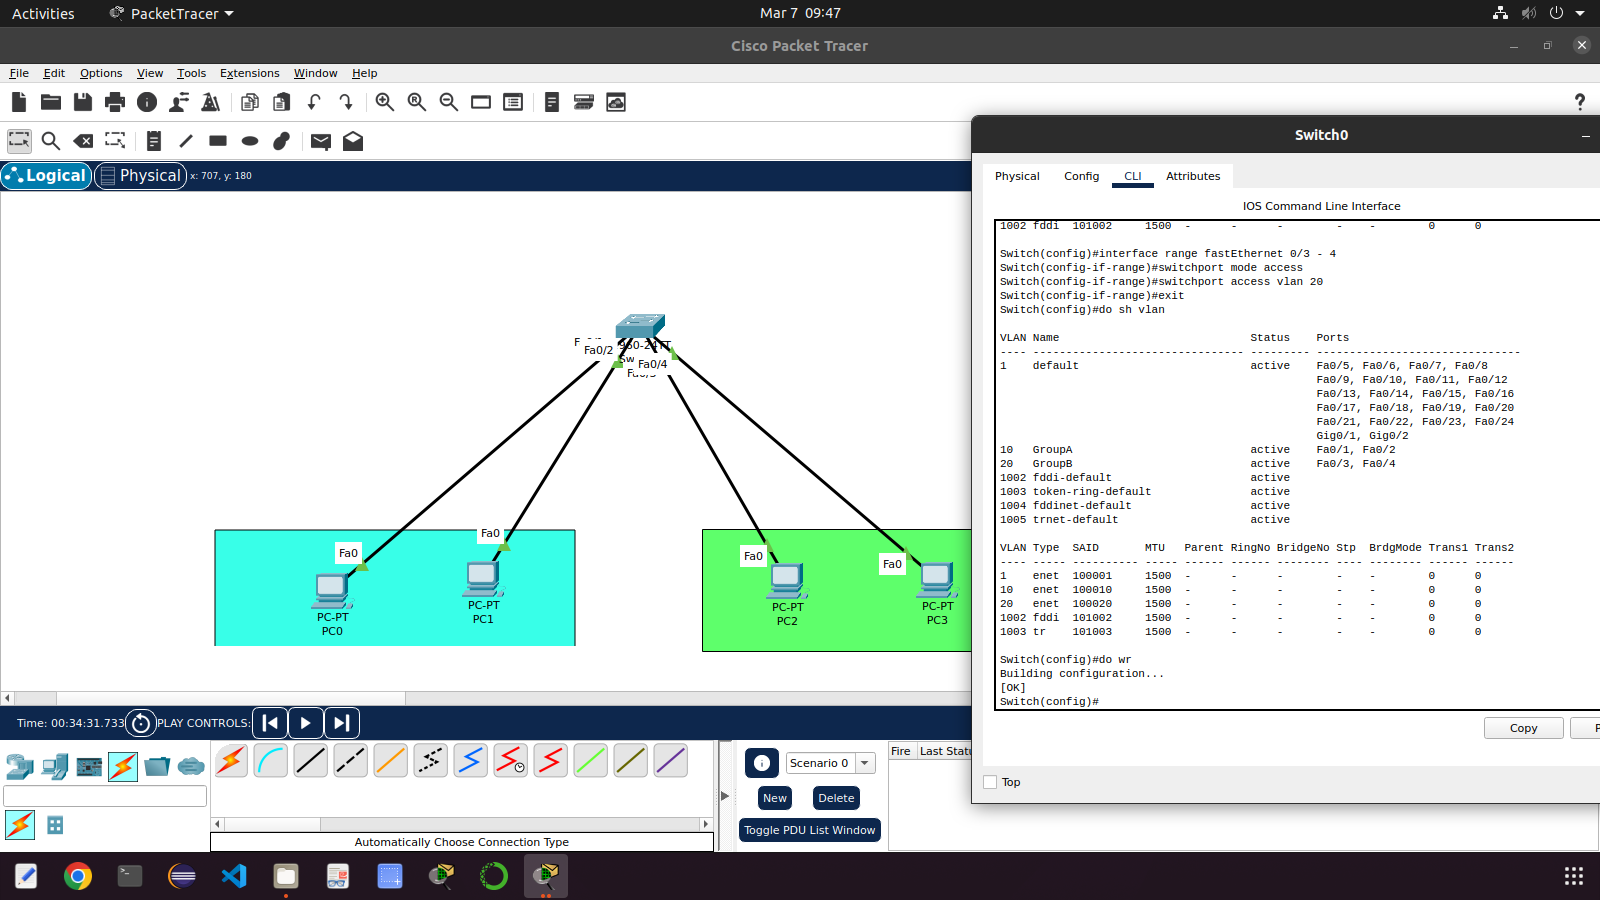 Activities
PacketTracer
Mar 7 09:47
Cisco Packet Tracer
File Edit Options View Tools Extensions Window Help
?
Logical
Physical
x: 707, y: 180
Fa0/2
960-24TT
Sw
Fa0/4
Fa0
Fa0
Fa0
Fa0
PC-PT
PC0
PC-PT
PC1
PC-PT
PC2
PC-PT
PC3
Switch0
Physical Config CLI Attributes
IOS Command Line Interface
1002 fddi  101002     1500  -      -      -        -    -        0      0
Switch(config)#interface range fastEthernet 0/3 - 4
Switch(config-if-range)#switchport mode access
Switch(config-if-range)#switchport access vlan 20
Switch(config-if-range)#exit
Switch(config)#do sh vlan
VLAN Name                             Status    Ports
---- -------------------------------- --------- -------------------------------
1    default                          active    Fa0/5, Fa0/6, Fa0/7, Fa0/8
                                                Fa0/9, Fa0/10, Fa0/11, Fa0/12
                                                Fa0/13, Fa0/14, Fa0/15, Fa0/16
                                                Fa0/17, Fa0/18, Fa0/19, Fa0/20
                                                Fa0/21, Fa0/22, Fa0/23, Fa0/24
                                                Gig0/1, Gig0/2
10   GroupA                           active    Fa0/1, Fa0/2
20   GroupB                           active    Fa0/3, Fa0/4
1002 fddi-default                     active
1003 token-ring-default               active
1004 fddinet-default                  active
1005 trnet-default                    active
VLAN Type  SAID       MTU   Parent RingNo BridgeNo Stp  BrdgMode Trans1 Trans2
---- ----- ---------- ----- ------ ------ -------- ---- -------- ------ ------
1    enet  100001     1500  -      -      -        -    -        0      0
10   enet  100010     1500  -      -      -        -    -        0      0
20   enet  100020     1500  -      -      -        -    -        0      0
1002 fddi  101002     1500  -      -      -        -    -        0      0
1003 tr    101003     1500  -      -      -        -    -        0      0
Switch(config)#do wr
Building configuration...
[OK]
Switch(config)#
Copy
P
Top
Time: 00:34:31.733
PLAY CONTROLS:
Automatically Choose Connection Type
Scenario 0
New
Delete
Toggle PDU List Window
Fire
Last Statu